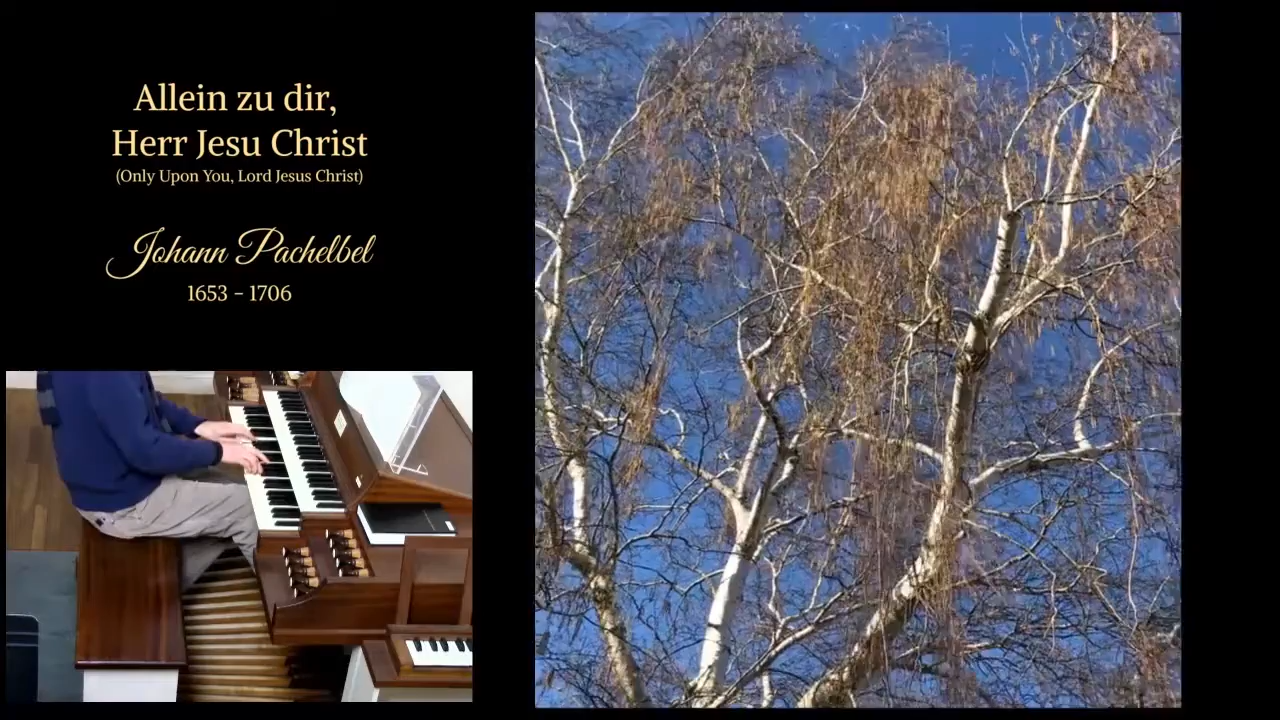 Allein zu dir,
Herr Jesu Christ
(Only Upon You, Lord Jesus Christ)
Johann Pachelbel
1653 – 1706